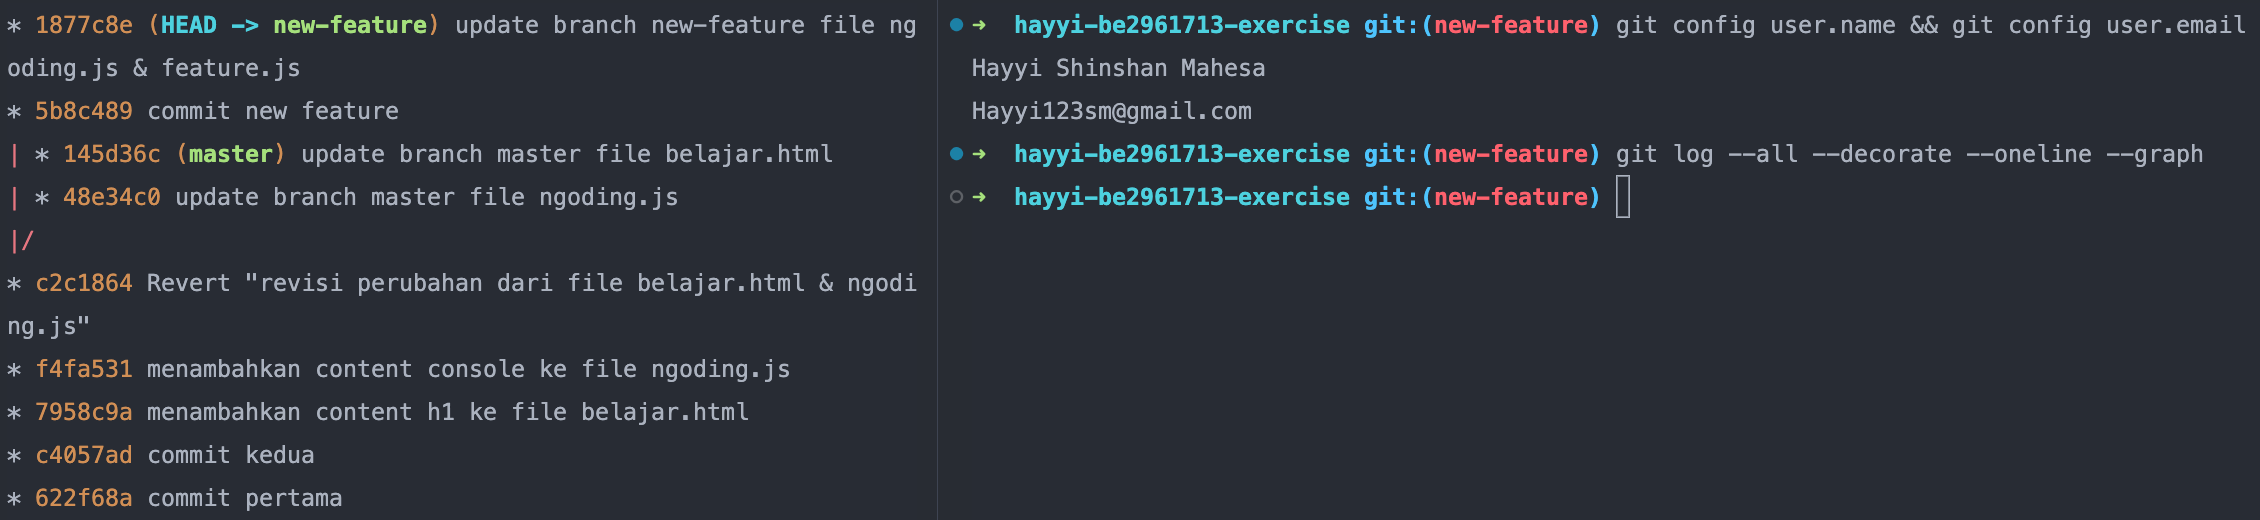 * 1877c8e (HEAD -> new-feature) update branch new-feature file ng
oding.js & feature.js
* 5b8c489 commit new feature
| * 145d36c (master) update branch master file belajar.html
| * 48e34c0 update branch master file ngoding.js
|/
* c2c1864 Revert "revisi perubahan dari file belajar.html & ngodi
ng.js"
* f4fa531 menambahkan content console ke file ngoding.js
* 7958c9a menambahkan content h1 ke file belajar.html
* c4057ad commit kedua
* 622f68a commit pertama
➜ hayyi-be2961713-exercise git:(new-feature) git config user.name && git config user.email
Hayyi Shinshan Mahesa
Hayyi123sm@gmail.com
➜ hayyi-be2961713-exercise git:(new-feature) git log --all --decorate --oneline --graph
➜ hayyi-be2961713-exercise git:(new-feature)